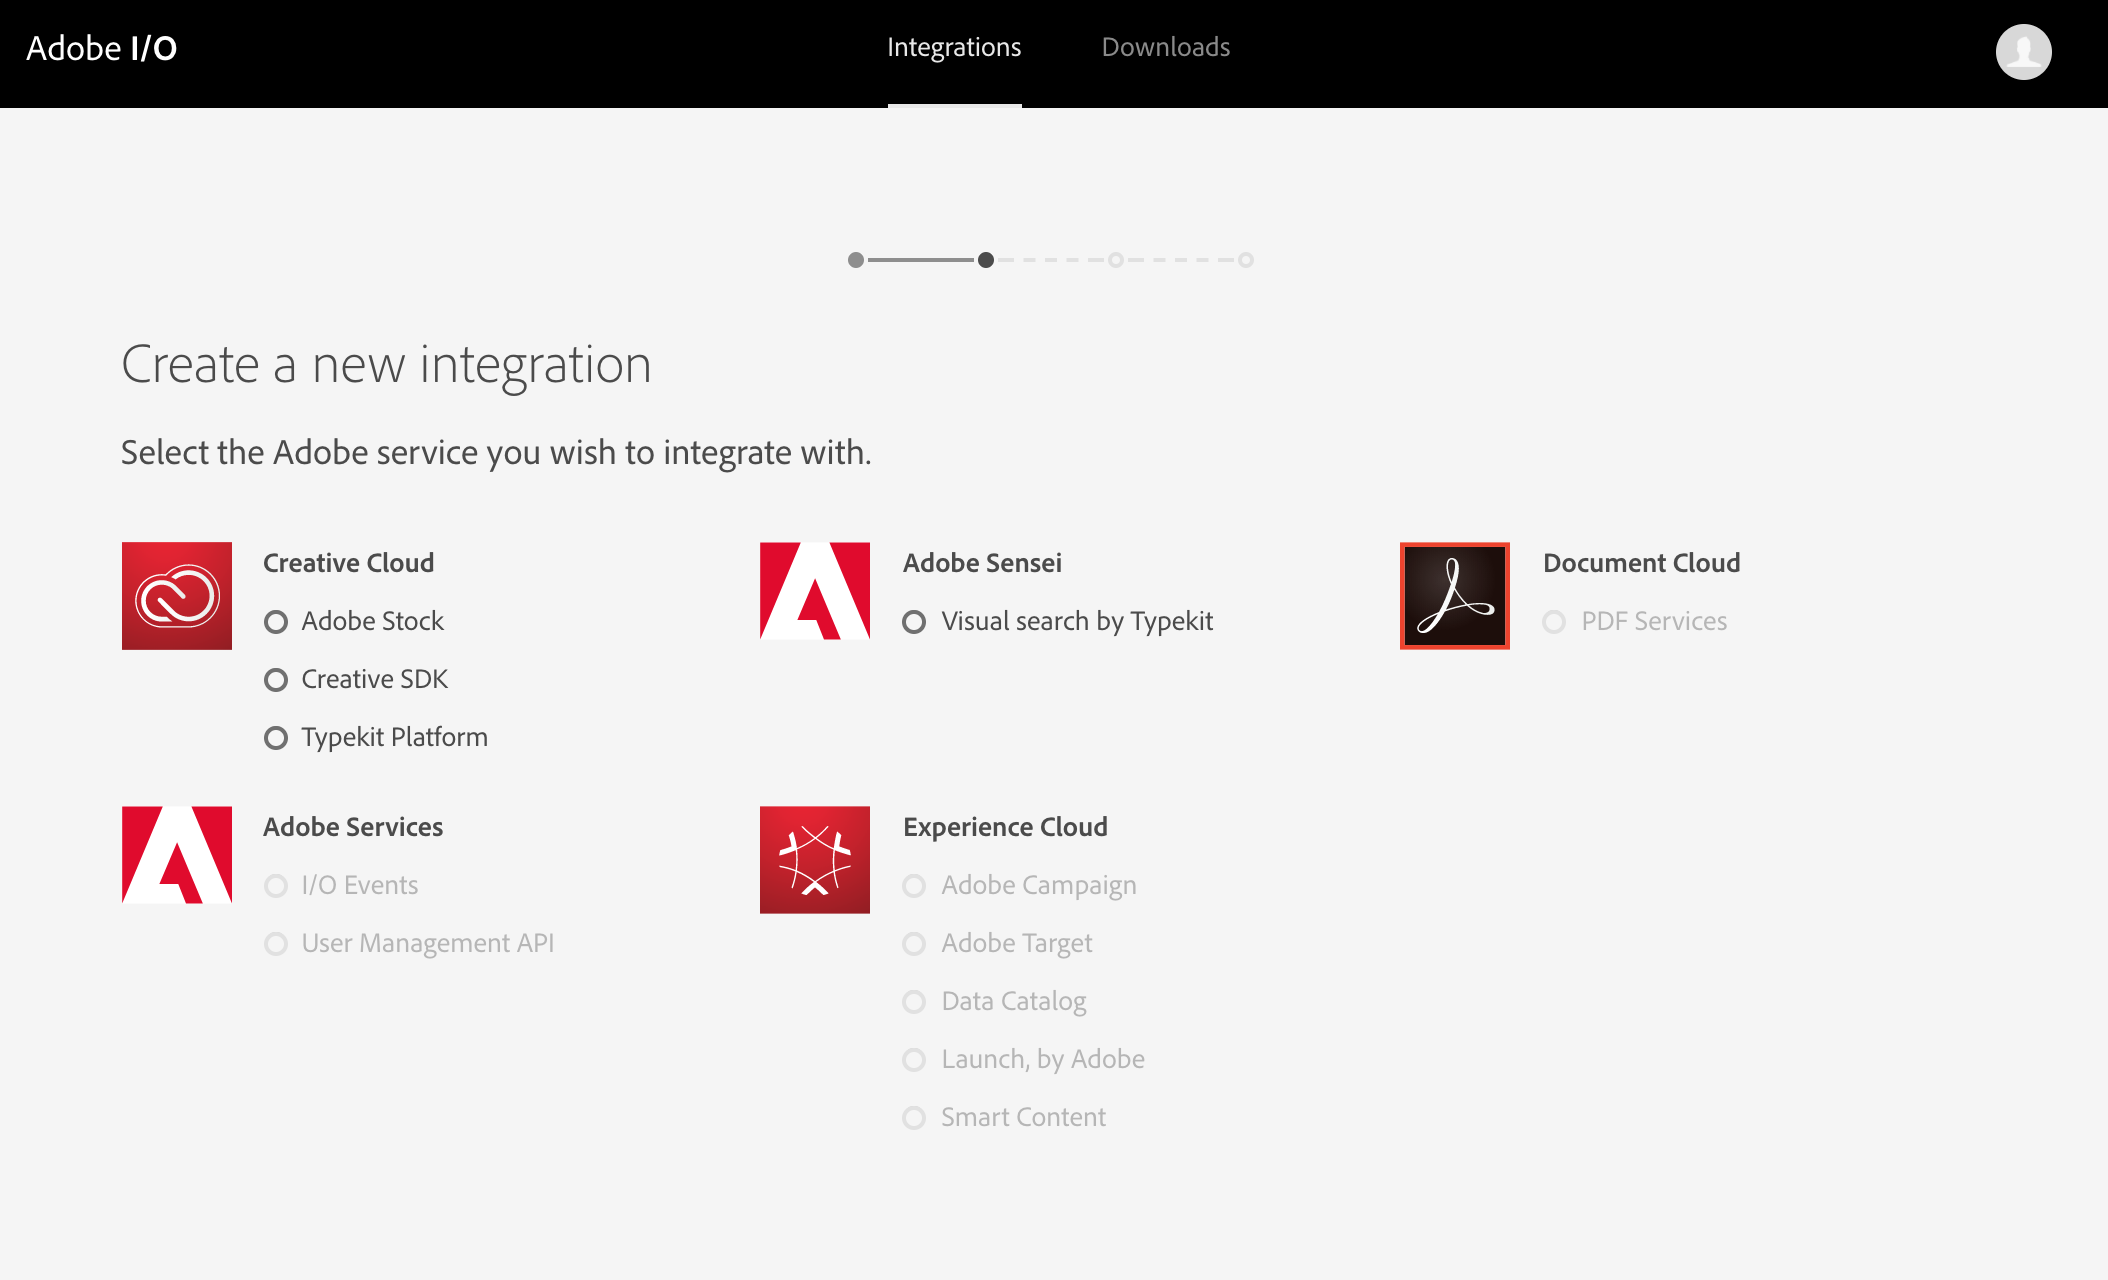 Adobe I/O
Integrations
Downloads
Create a new integration
Select the Adobe service you wish to integrate with.
Creative Cloud
Adobe Stock
Creative SDK
Typekit Platform
Adobe Sensei
Visual search by Typekit
Document Cloud
PDF Services
Adobe Services
I/O Events
User Management API
Experience Cloud
Adobe Campaign
Adobe Target
Data Catalog
Launch, by Adobe
Smart Content